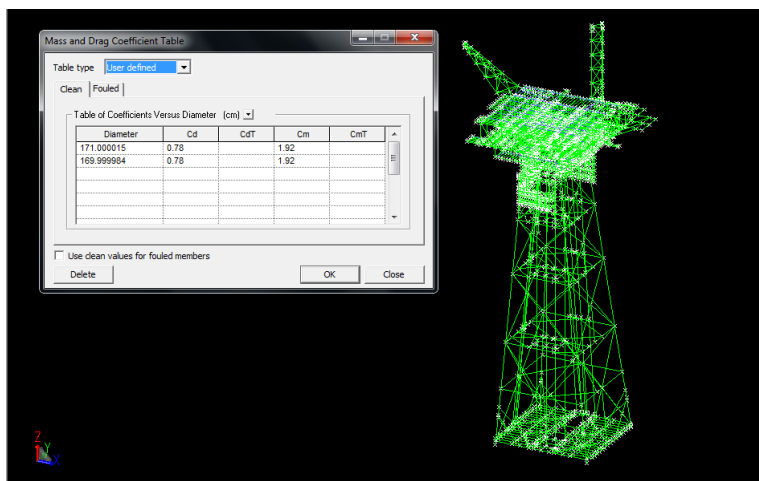 Mass and Drag Coefficient Table
Table type User defined
Clean Fouled
Table of Coefficients Versus Diameter (cm)
Diameter Cd CdT Cm CmT
171.000015 0.78 1.92
169.999984 0.78 1.92
Use clean values for fouled members
Delete OK Close
Z
Y
X